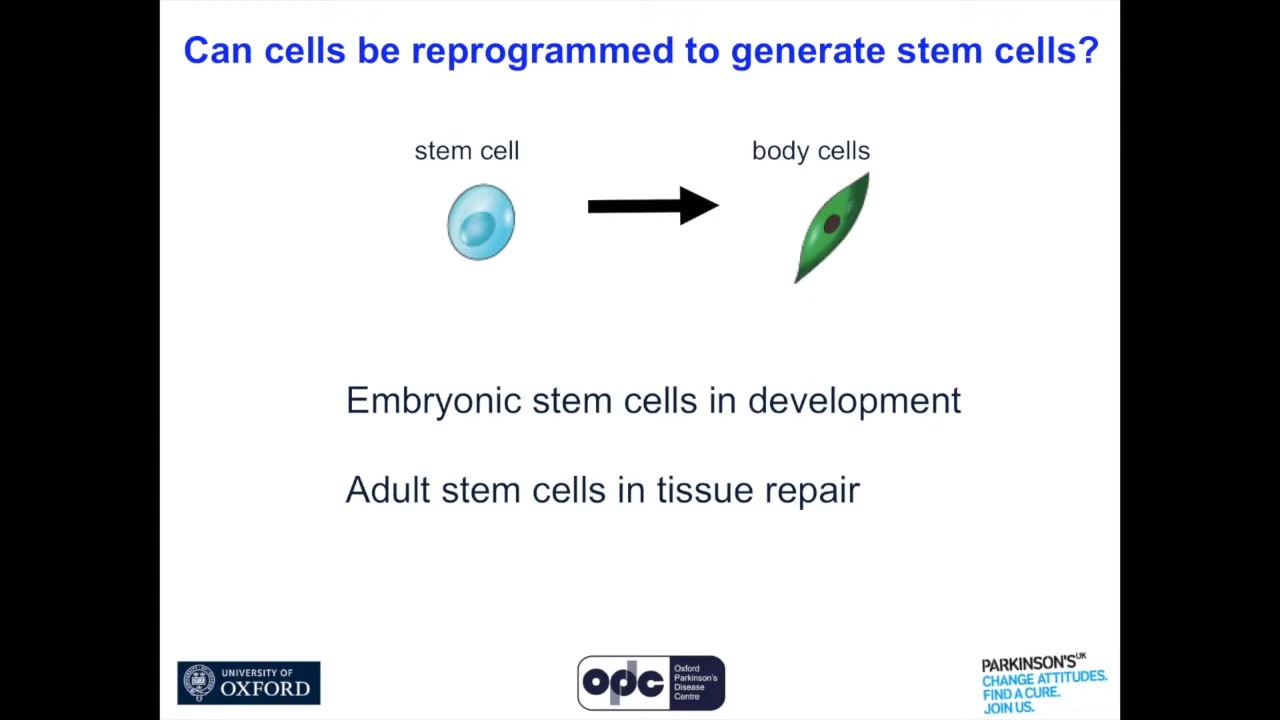 Can cells be reprogrammed to generate stem cells?
stem cell
body cells
Embryonic stem cells in development
Adult stem cells in tissue repair
UNIVERSITY OF
OXFORD
opdc
Oxford
Parkinson's
Disease
Centre
PARKINSON'S UK
CHANGE ATTITUDES.
FIND A CURE.
JOIN US.